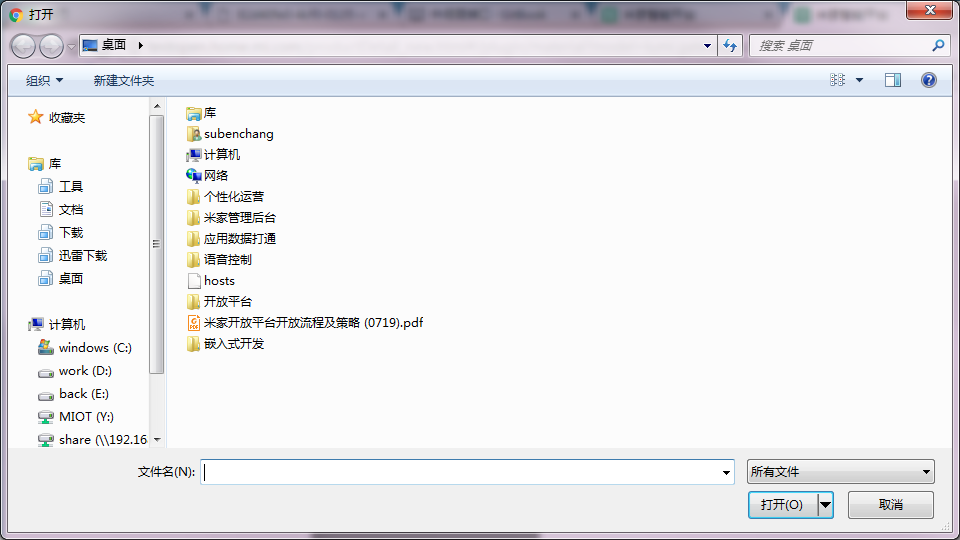 打开
桌面
搜索 桌面
组织
新建文件夹
收藏夹
库
工具
文档
下载
迅雷下载
桌面
计算机
windows (C:)
work (D:)
back (E:)
MIOT (Y:)
share (\\192.16
库
subenchang
计算机
网络
个性化运营
米家管理后台
应用数据打通
语音控制
hosts
开放平台
米家开放平台开放流程及策略 (0719).pdf
嵌入式开发
文件名(N):
所有文件
打开(O)
取消